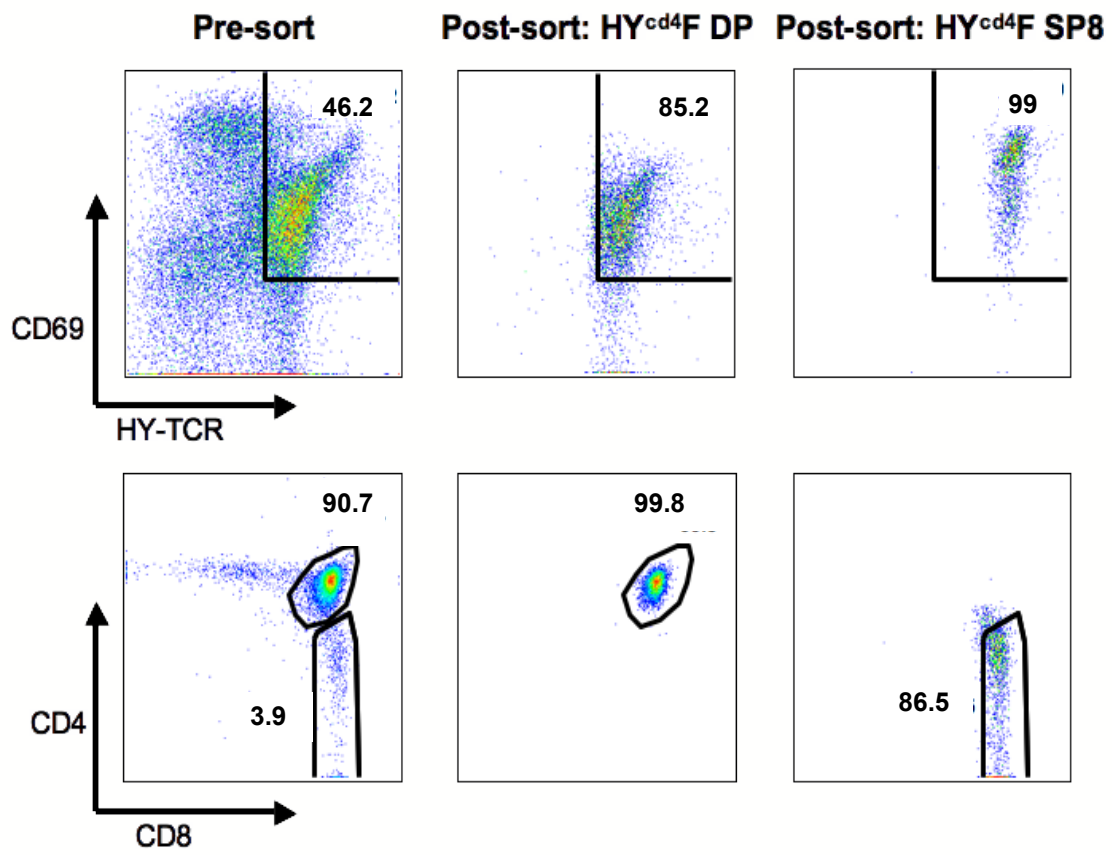 Pre-sort
Post-sort: HYcd4F DP
Post-sort: HYcd4F SP8
46.2
85.2
99
CD69
HY-TCR
90.7
99.8
3.9
86.5
CD4
CD8